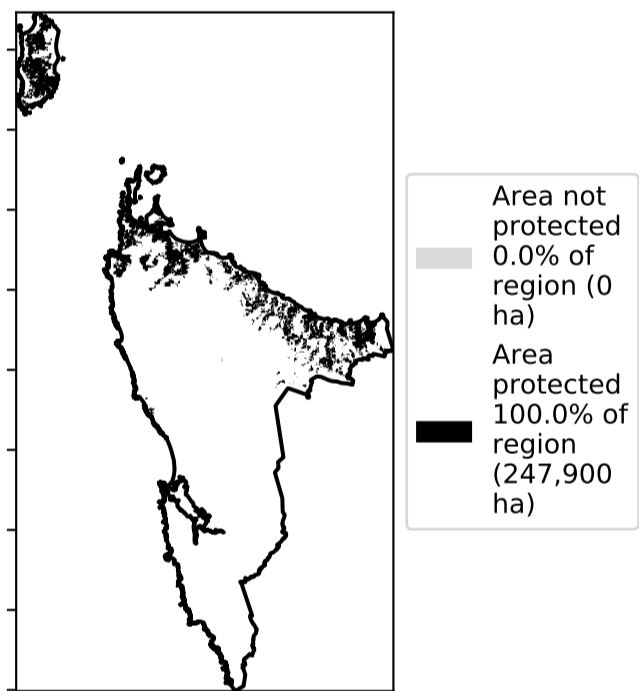 Area not
protected
0.0% of
region (0
ha)
Area
protected
100.0% of
region
(247,900
ha)